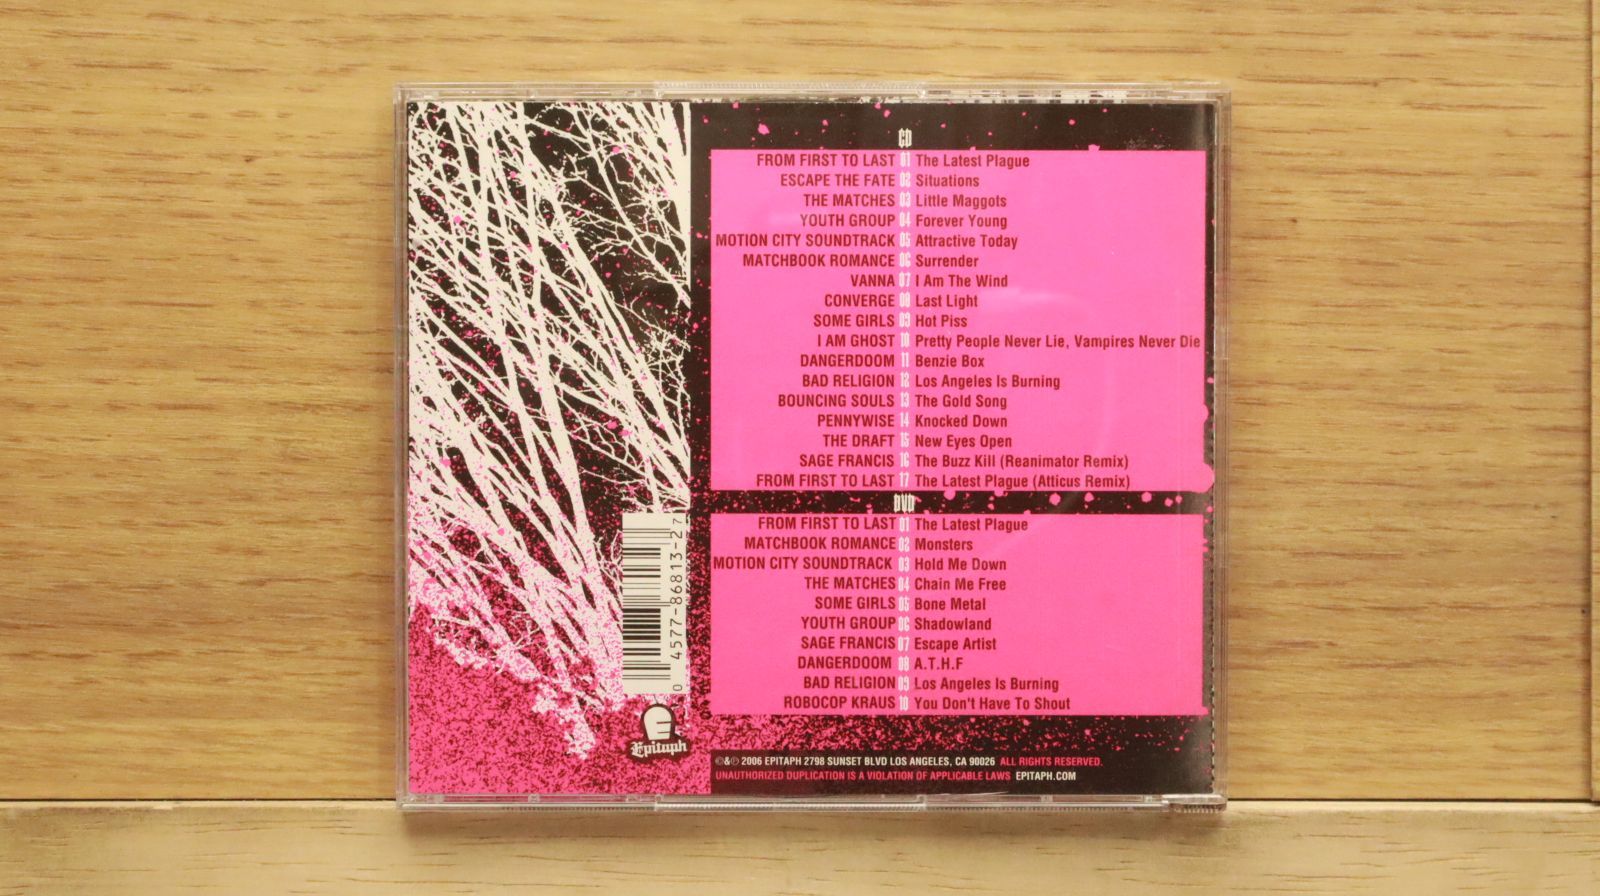 CD
FROM FIRST TO LAST 01 The Latest Plague
ESCAPE THE FATE 02 Situations
THE MATCHES 03 Little Maggots
YOUTH GROUP 04 Forever Young
MOTION CITY SOUNDTRACK 05 Attractive Today
MATCHBOOK ROMANCE 06 Surrender
VANNA 07 I Am The Wind
CONVERGE 08 Last Light
SOME GIRLS 09 Hot Piss
I AM GHOST 10 Pretty People Never Lie, Vampires Never Die
DANGERDOOM 11 Benzie Box
BAD RELIGION 12 Los Angeles Is Burning
BOUNCING SOULS 13 The Gold Song
PENNYWISE 14 Knocked Down
THE DRAFT 15 New Eyes Open
SAGE FRANCIS 16 The Buzz Kill (Reanimator Remix)
FROM FIRST TO LAST 17 The Latest Plague (Atticus Remix)
DVD
FROM FIRST TO LAST 01 The Latest Plague
MATCHBOOK ROMANCE 02 Monsters
MOTION CITY SOUNDTRACK 03 Hold Me Down
THE MATCHES 04 Chain Me Free
SOME GIRLS 05 Bone Metal
YOUTH GROUP 06 Shadowland
SAGE FRANCIS 07 Escape Artist
DANGERDOOM 08 A.T.H.F
BAD RELIGION 09 Los Angeles Is Burning
ROBOCOP KRAUS 10 You Don't Have To Shout
0 4577-86813-2 7
E
Epitaph
©&℗ 2006 EPITAPH 2798 SUNSET BLVD LOS ANGELES, CA 90026 ALL RIGHTS RESERVED.
UNAUTHORIZED DUPLICATION IS A VIOLATION OF APPLICABLE LAWS EPITAPH.COM